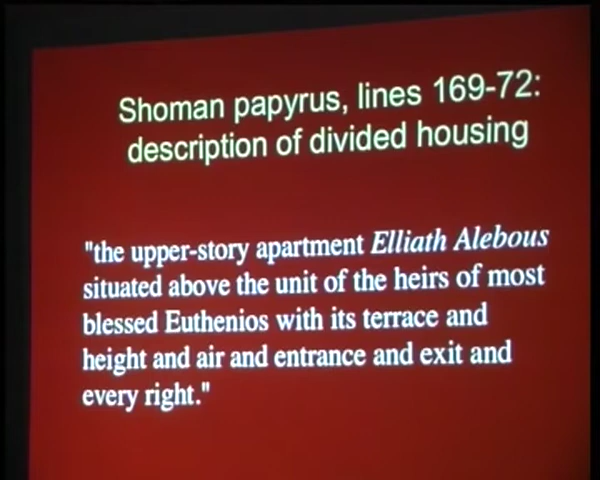 Shoman papyrus, lines 169-72:
description of divided housing
"the upper-story apartment Elliath Alebous
situated above the unit of the heirs of most
blessed Euthenios with its terrace and
height and air and entrance and exit and
every right."